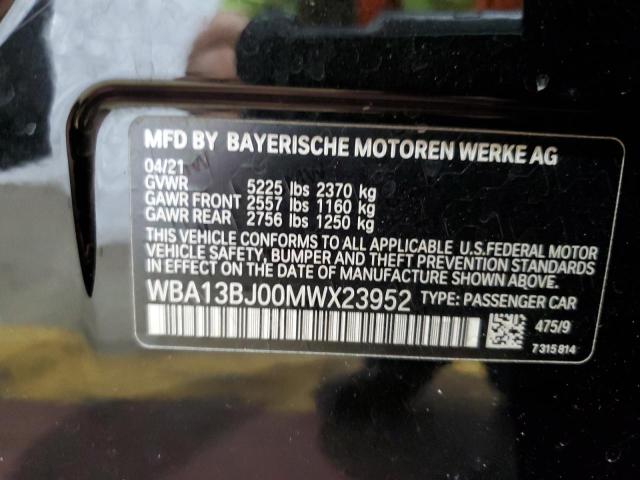 MFD BY BAYERISCHE MOTOREN WERKE AG
04/21
GVWR 5225 lbs 2370 kg
GAWR FRONT 2557 lbs 1160 kg
GAWR REAR 2756 lbs 1250 kg
THIS VEHICLE CONFORMS TO ALL APPLICABLE U.S.FEDERAL MOTOR
VEHICLE SAFETY, BUMPER AND THEFT PREVENTION STANDARDS
IN EFFECT ON THE DATE OF MANUFACTURE SHOWN ABOVE.
WBA13BJ00MWX23952 TYPE: PASSENGER CAR
475/9
7315814